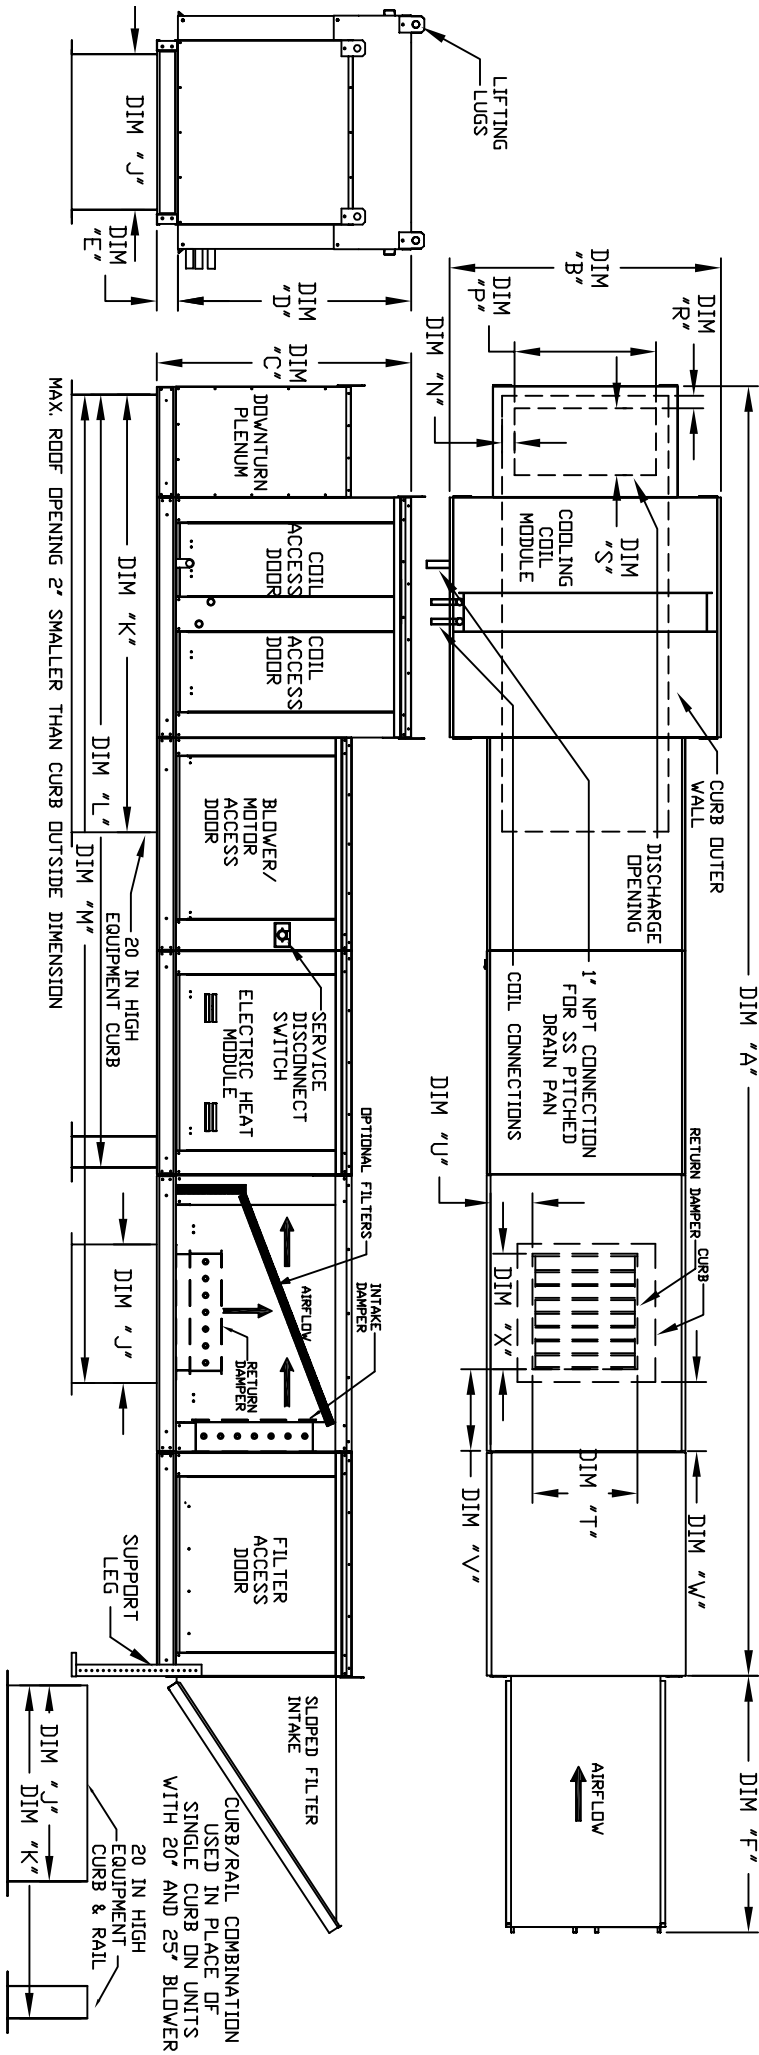 LIFTING
LUGS
DIM "J"
DIM
"E"
DIM
"D"
DIM
"B"
DIM
"P"
DIM
"R"
DIM "N"
DIM
"S"
COOLING
COIL
MODULE
CURB OUTER
WALL
DISCHARGE
OPENING
1" NPT CONNECTION
FOR SS PITCHED
DRAIN PAN
COIL CONNECTIONS
DIM "A"
DIM "U"
RETURN DAMPER
CURB
DIM "X"
DIM "T"
DIM "V"
DIM "W"
DIM "F"
AIRFLOW
DIM
"C"
DOWNTURN
PLENUM
COIL
ACCESS
DOOR
COIL
ACCESS
DOOR
BLOWER/
MOTOR
ACCESS
DOOR
SERVICE
DISCONNECT
SWITCH
ELECTRIC HEAT
MODULE
OPTIONAL FILTERS
INTAKE
DAMPER
AIRFLOW
RETURN
DAMPER
FILTER
ACCESS
DOOR
SLOPED FILTER
INTAKE
SUPPORT
LEG
DIM "K"
DIM "L"
DIM "M"
20 IN HIGH
EQUIPMENT CURB
DIM "J"
MAX. ROOF OPENING 2" SMALLER THAN CURB OUTSIDE DIMENSION
CURB/RAIL COMBINATION
USED IN PLACE OF
SINGLE CURB ON UNITS
WITH 20" AND 25" BLOWER
20 IN HIGH
EQUIPMENT
CURB & RAIL
DIM "J"
DIM "K"